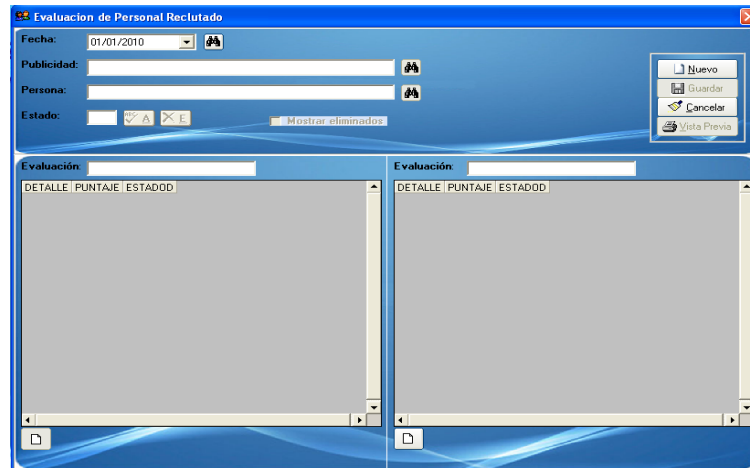 Evaluacion de Personal Reclutado
Fecha: 01/01/2010
Publicidad:
Persona:
Estado: A E Mostrar eliminados
Nuevo
Guardar
Cancelar
Vista Previa
Evaluación:
DETALLE PUNTAJE ESTADOD
Evaluación:
DETALLE PUNTAJE ESTADOD